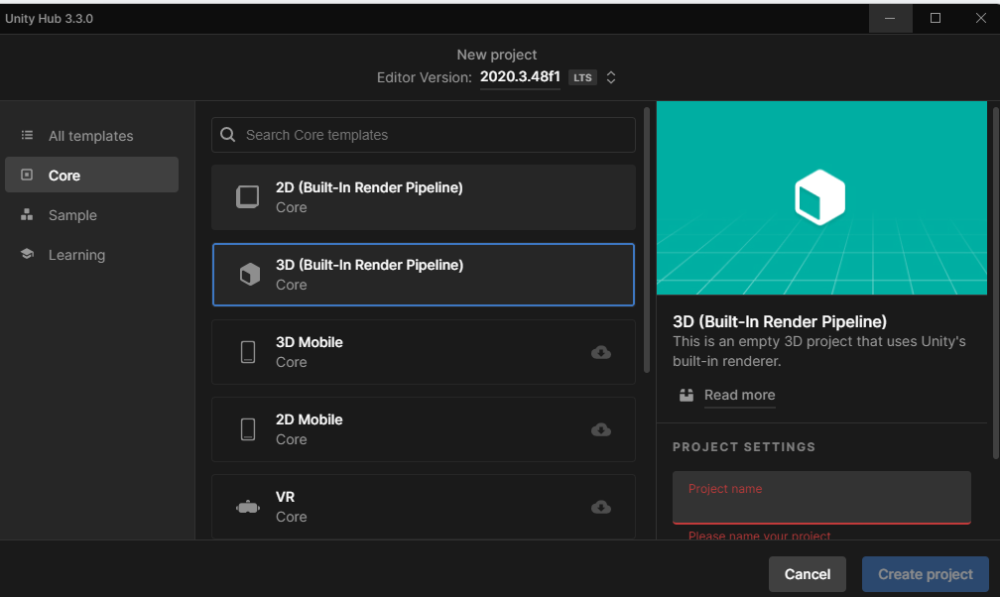 Unity Hub 3.3.0
New project
Editor Version: 2020.3.48f1 LTS
All templates
Core
Sample
Learning
Search Core templates
2D (Built-In Render Pipeline)
Core
3D (Built-In Render Pipeline)
Core
3D Mobile
Core
2D Mobile
Core
VR
Core
3D (Built-In Render Pipeline)
This is an empty 3D project that uses Unity's
built-in renderer.
Read more
PROJECT SETTINGS
Project name
Please name your project
Cancel
Create project